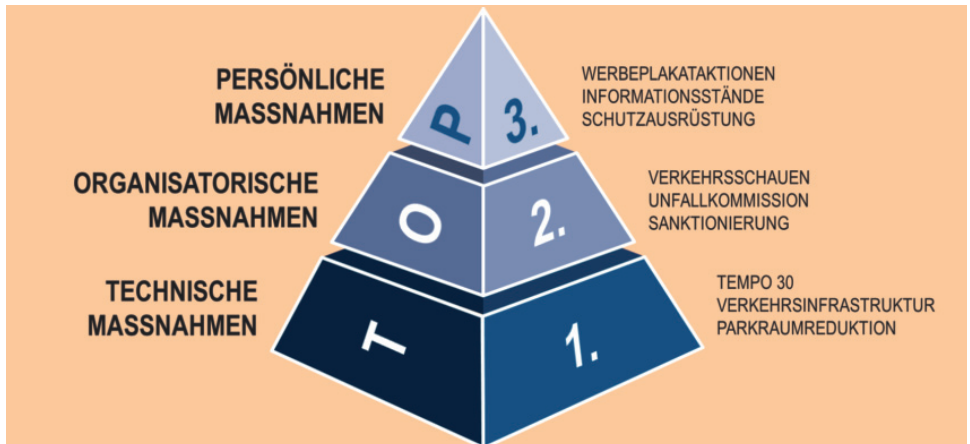 PERSÖNLICHE
MASSNAHMEN
P
3.
WERBEPLAKATAKTIONEN
INFORMATIONSSTÄNDE
SCHUTZAUSRÜSTUNG
ORGANISATORISCHE
MASSNAHMEN
O
2.
VERKEHRSSCHAUEN
UNFALLKOMMISSION
SANKTIONIERUNG
TECHNISCHE
MASSNAHMEN
T
1.
TEMPO 30
VERKEHRSINFRASTRUKTUR
PARKRAUMREDUKTION